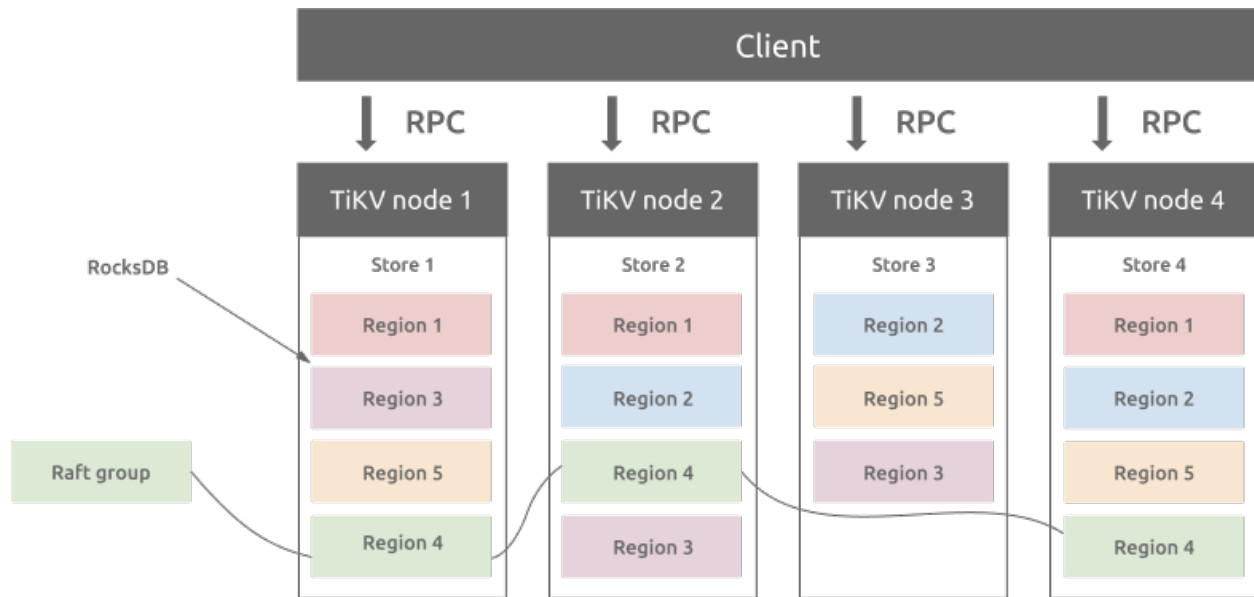 Client
RPC
RPC
RPC
RPC
TiKV node 1
TiKV node 2
TiKV node 3
TiKV node 4
RocksDB
Store 1
Region 1
Region 3
Region 5
Region 4
Store 2
Region 1
Region 2
Region 4
Region 3
Store 3
Region 2
Region 5
Region 3
Store 4
Region 1
Region 2
Region 5
Region 4
Raft group